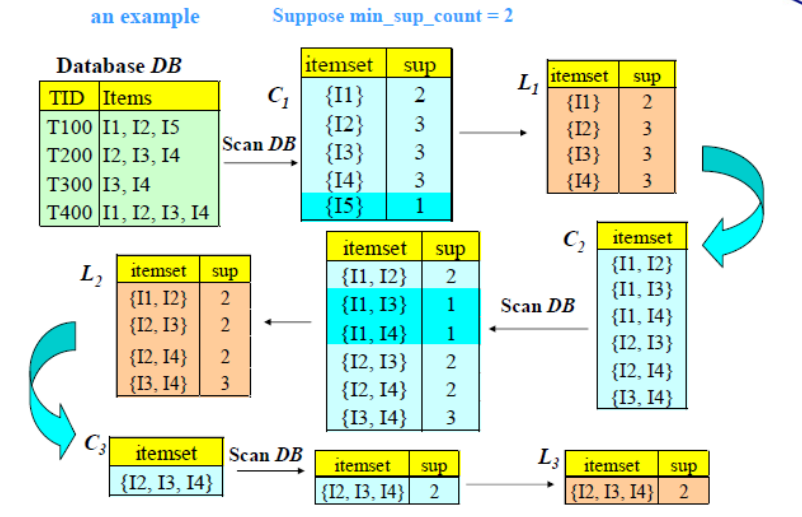 an example
Suppose min_sup_count = 2
Database DB
TID Items
T100 I1, I2, I5
T200 I2, I3, I4
T300 I3, I4
T400 I1, I2, I3, I4
Scan DB
C1
itemset sup
{I1} 2
{I2} 3
{I3} 3
{I4} 3
{I5} 1
L1
itemset sup
{I1} 2
{I2} 3
{I3} 3
{I4} 3
C2
itemset
{I1, I2}
{I1, I3}
{I1, I4}
{I2, I3}
{I2, I4}
{I3, I4}
Scan DB
itemset sup
{I1, I2} 2
{I1, I3} 1
{I1, I4} 1
{I2, I3} 2
{I2, I4} 2
{I3, I4} 3
L2
itemset sup
{I1, I2} 2
{I2, I3} 2
{I2, I4} 2
{I3, I4} 3
C3
itemset
{I2, I3, I4}
Scan DB
itemset sup
{I2, I3, I4} 2
L3
itemset sup
{I2, I3, I4} 2